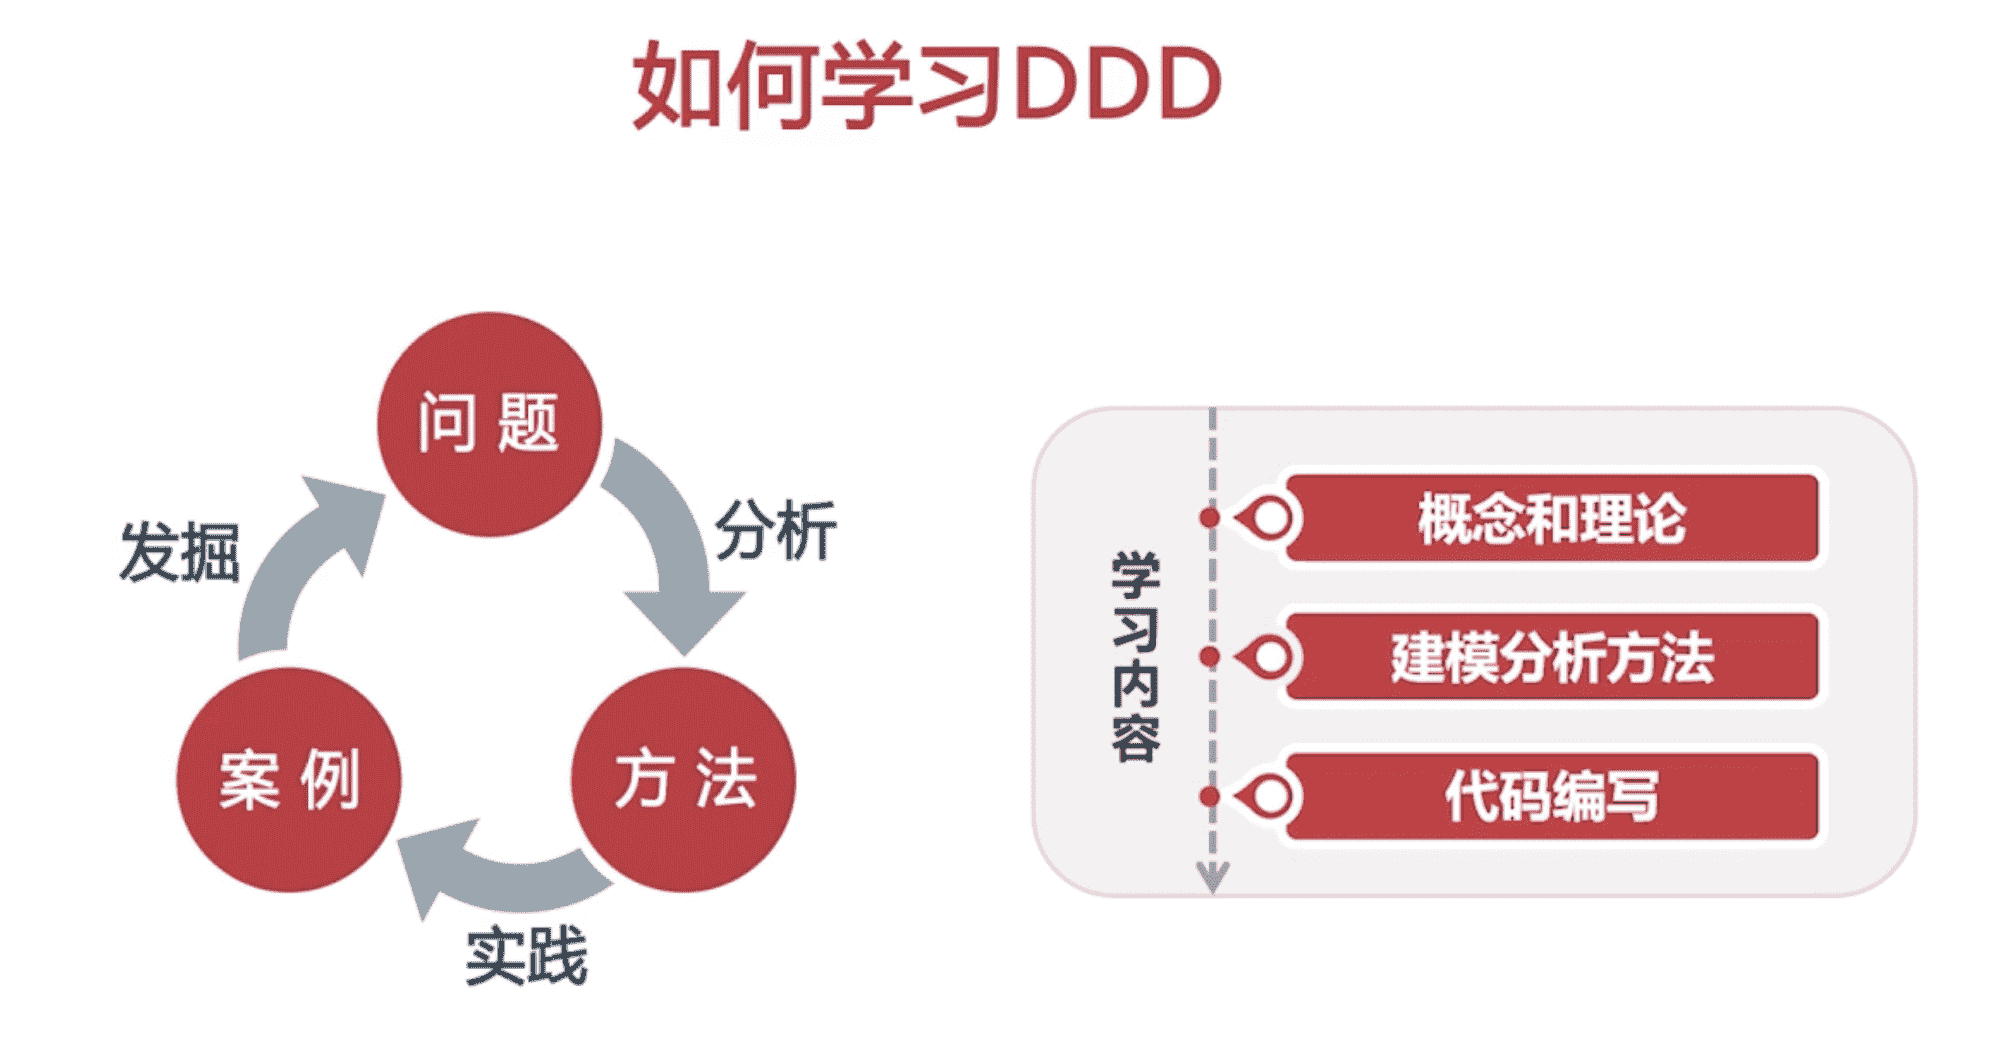 如何学习DDD
问题
分析
发掘
案例
方法
实践
学习内容
概念和理论
建模分析方法
代码编写